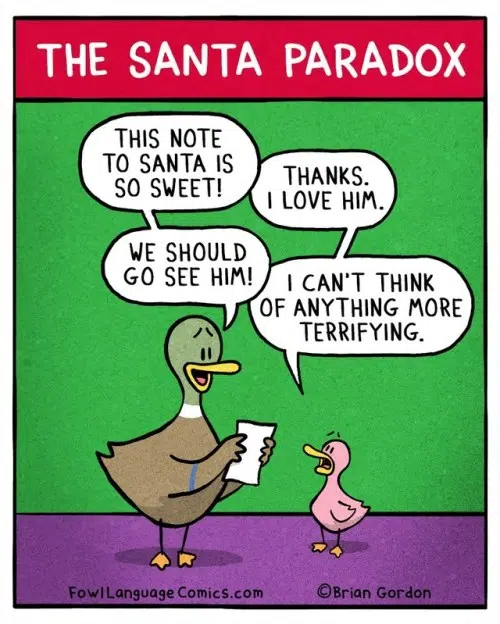 THE SANTA PARADOX
THIS NOTE
TO SANTA IS
SO SWEET!
THANKS.
I LOVE HIM.
WE SHOULD
GO SEE HIM!
I CAN'T THINK
OF ANYTHING MORE
TERRIFYING.
FowlLanguageComics.com
©Brian Gordon